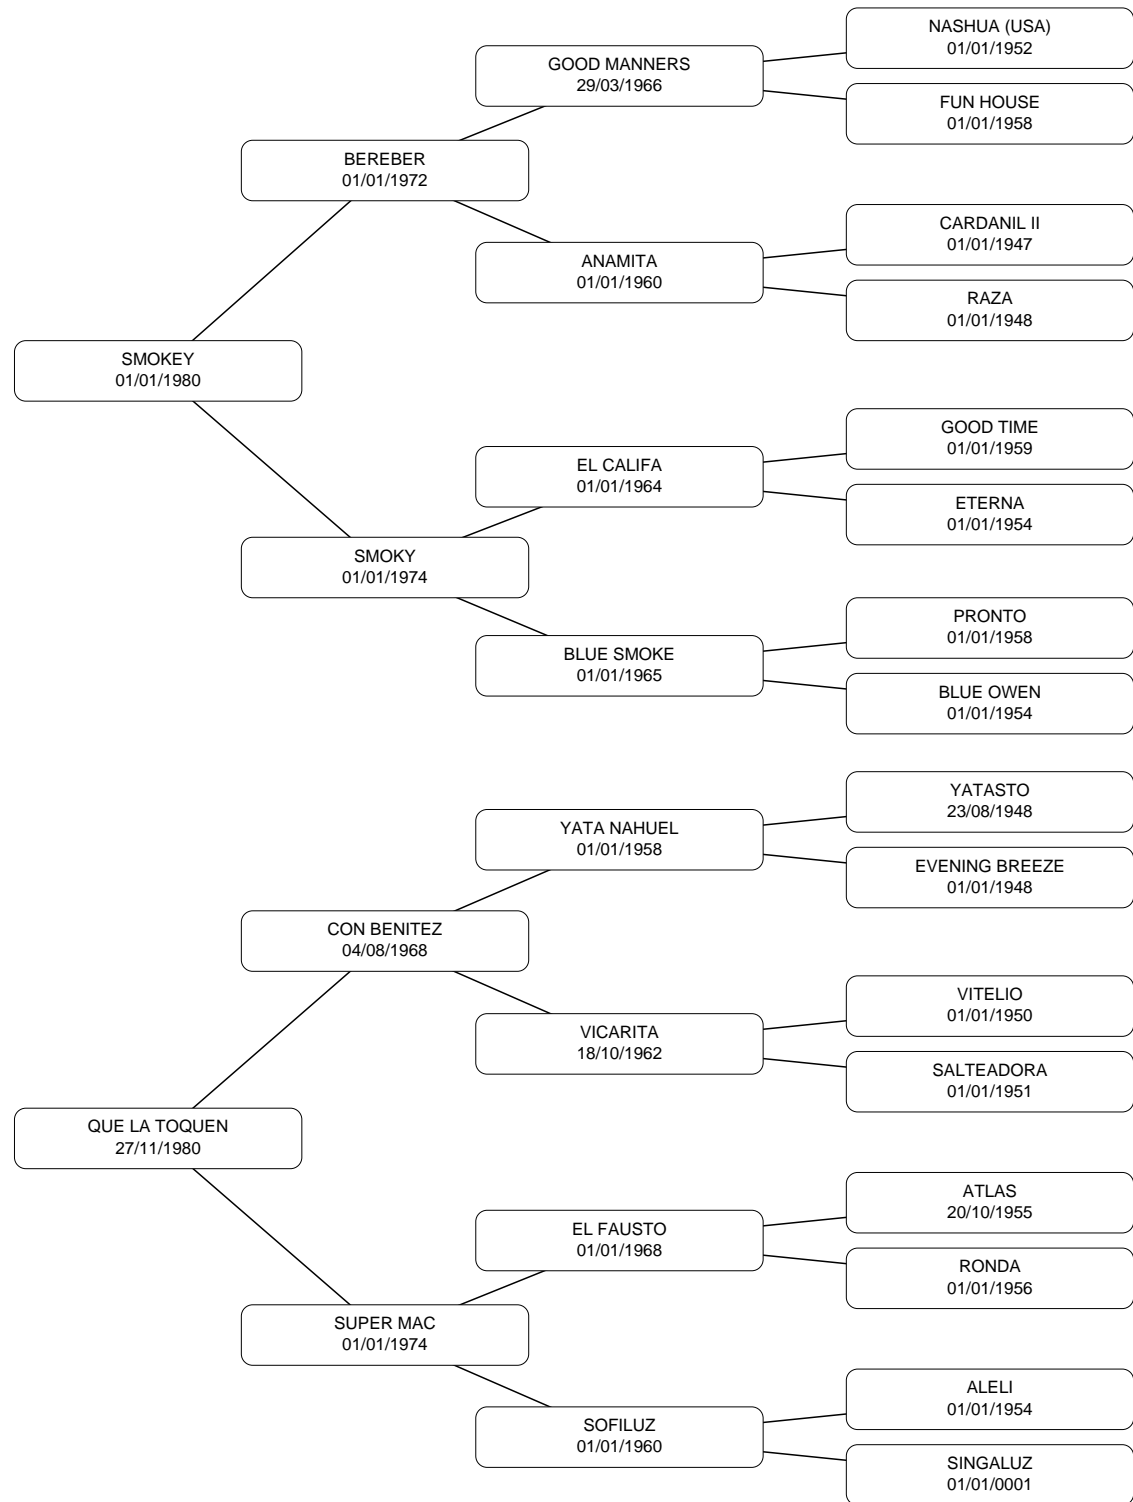 NASHUA (USA)
01/01/1952
GOOD MANNERS
29/03/1966
FUN HOUSE
01/01/1958
BEREBER
01/01/1972
CARDANIL II
01/01/1947
ANAMITA
01/01/1960
RAZA
01/01/1948
SMOKEY
01/01/1980
GOOD TIME
01/01/1959
EL CALIFA
01/01/1964
ETERNA
01/01/1954
SMOKY
01/01/1974
PRONTO
01/01/1958
BLUE SMOKE
01/01/1965
BLUE OWEN
01/01/1954
YATASTO
23/08/1948
YATA NAHUEL
01/01/1958
EVENING BREEZE
01/01/1948
CON BENITEZ
04/08/1968
VITELIO
01/01/1950
VICARITA
18/10/1962
SALTEADORA
01/01/1951
QUE LA TOQUEN
27/11/1980
ATLAS
20/10/1955
EL FAUSTO
01/01/1968
RONDA
01/01/1956
SUPER MAC
01/01/1974
ALELI
01/01/1954
SOFILUZ
01/01/1960
SINGALUZ
01/01/0001